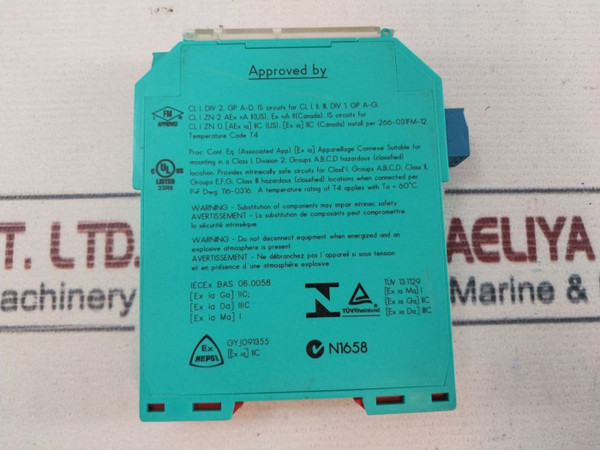 Approved by
FM
APPROVED
CL I, DIV 2, GP A-D, IS circuits for CL I, II, III, DIV 1, GP A-G;
CL I ZN 2 AEx nA II(US), Ex nA II(Canada), IS circuits for
CL I ZN 0 [AEx ia] IIC (US), [Ex ia] IIC (Canada) install per 266-031FM-12
Temperature Code T4
UL
LISTED
Proc. Cont. Eq. (Associated App.) [Ex ia] Appareillage Connexe Suitable for
mounting in a Class I, Division 2, Groups A,B,C,D hazardous (classified)
location. Provides intrinsically safe circuits for Class I, Groups A,B,C,D; Class II,
Groups E,F,G; Class III hazardous (classified) locations when connected per
P+F Dwg. 116-0316 A temperature rating of T4 applies with Ta = 60°C.
WARNING - Substitution of components may impair intrinsic safety
AVERTISSEMENT - La substitution de composants peut compromettre
la sécurité intrinsèque
WARNING - Do not disconnect equipment when energized and an
explosive atmosphere is present.
AVERTISSEMENT - Ne débranchez pas l'appareil si sous tension
et en présence d'une atmosphère explosive.
IECEx BAS 06.0058
[Ex ia Ga] IIC;
[Ex ia Da] IIIC
[Ex ia Ma] I
TÜVRheinland
TÜV 13.1129
[Ex ia Ma] I
[Ex ia Ga] IIC
[Ex ia Da] IIIC
Ex
NEPSI
GYJ091355
[Ex ia] IIC
N1658
T. LTD.
AELIYA
achinery
Marine &